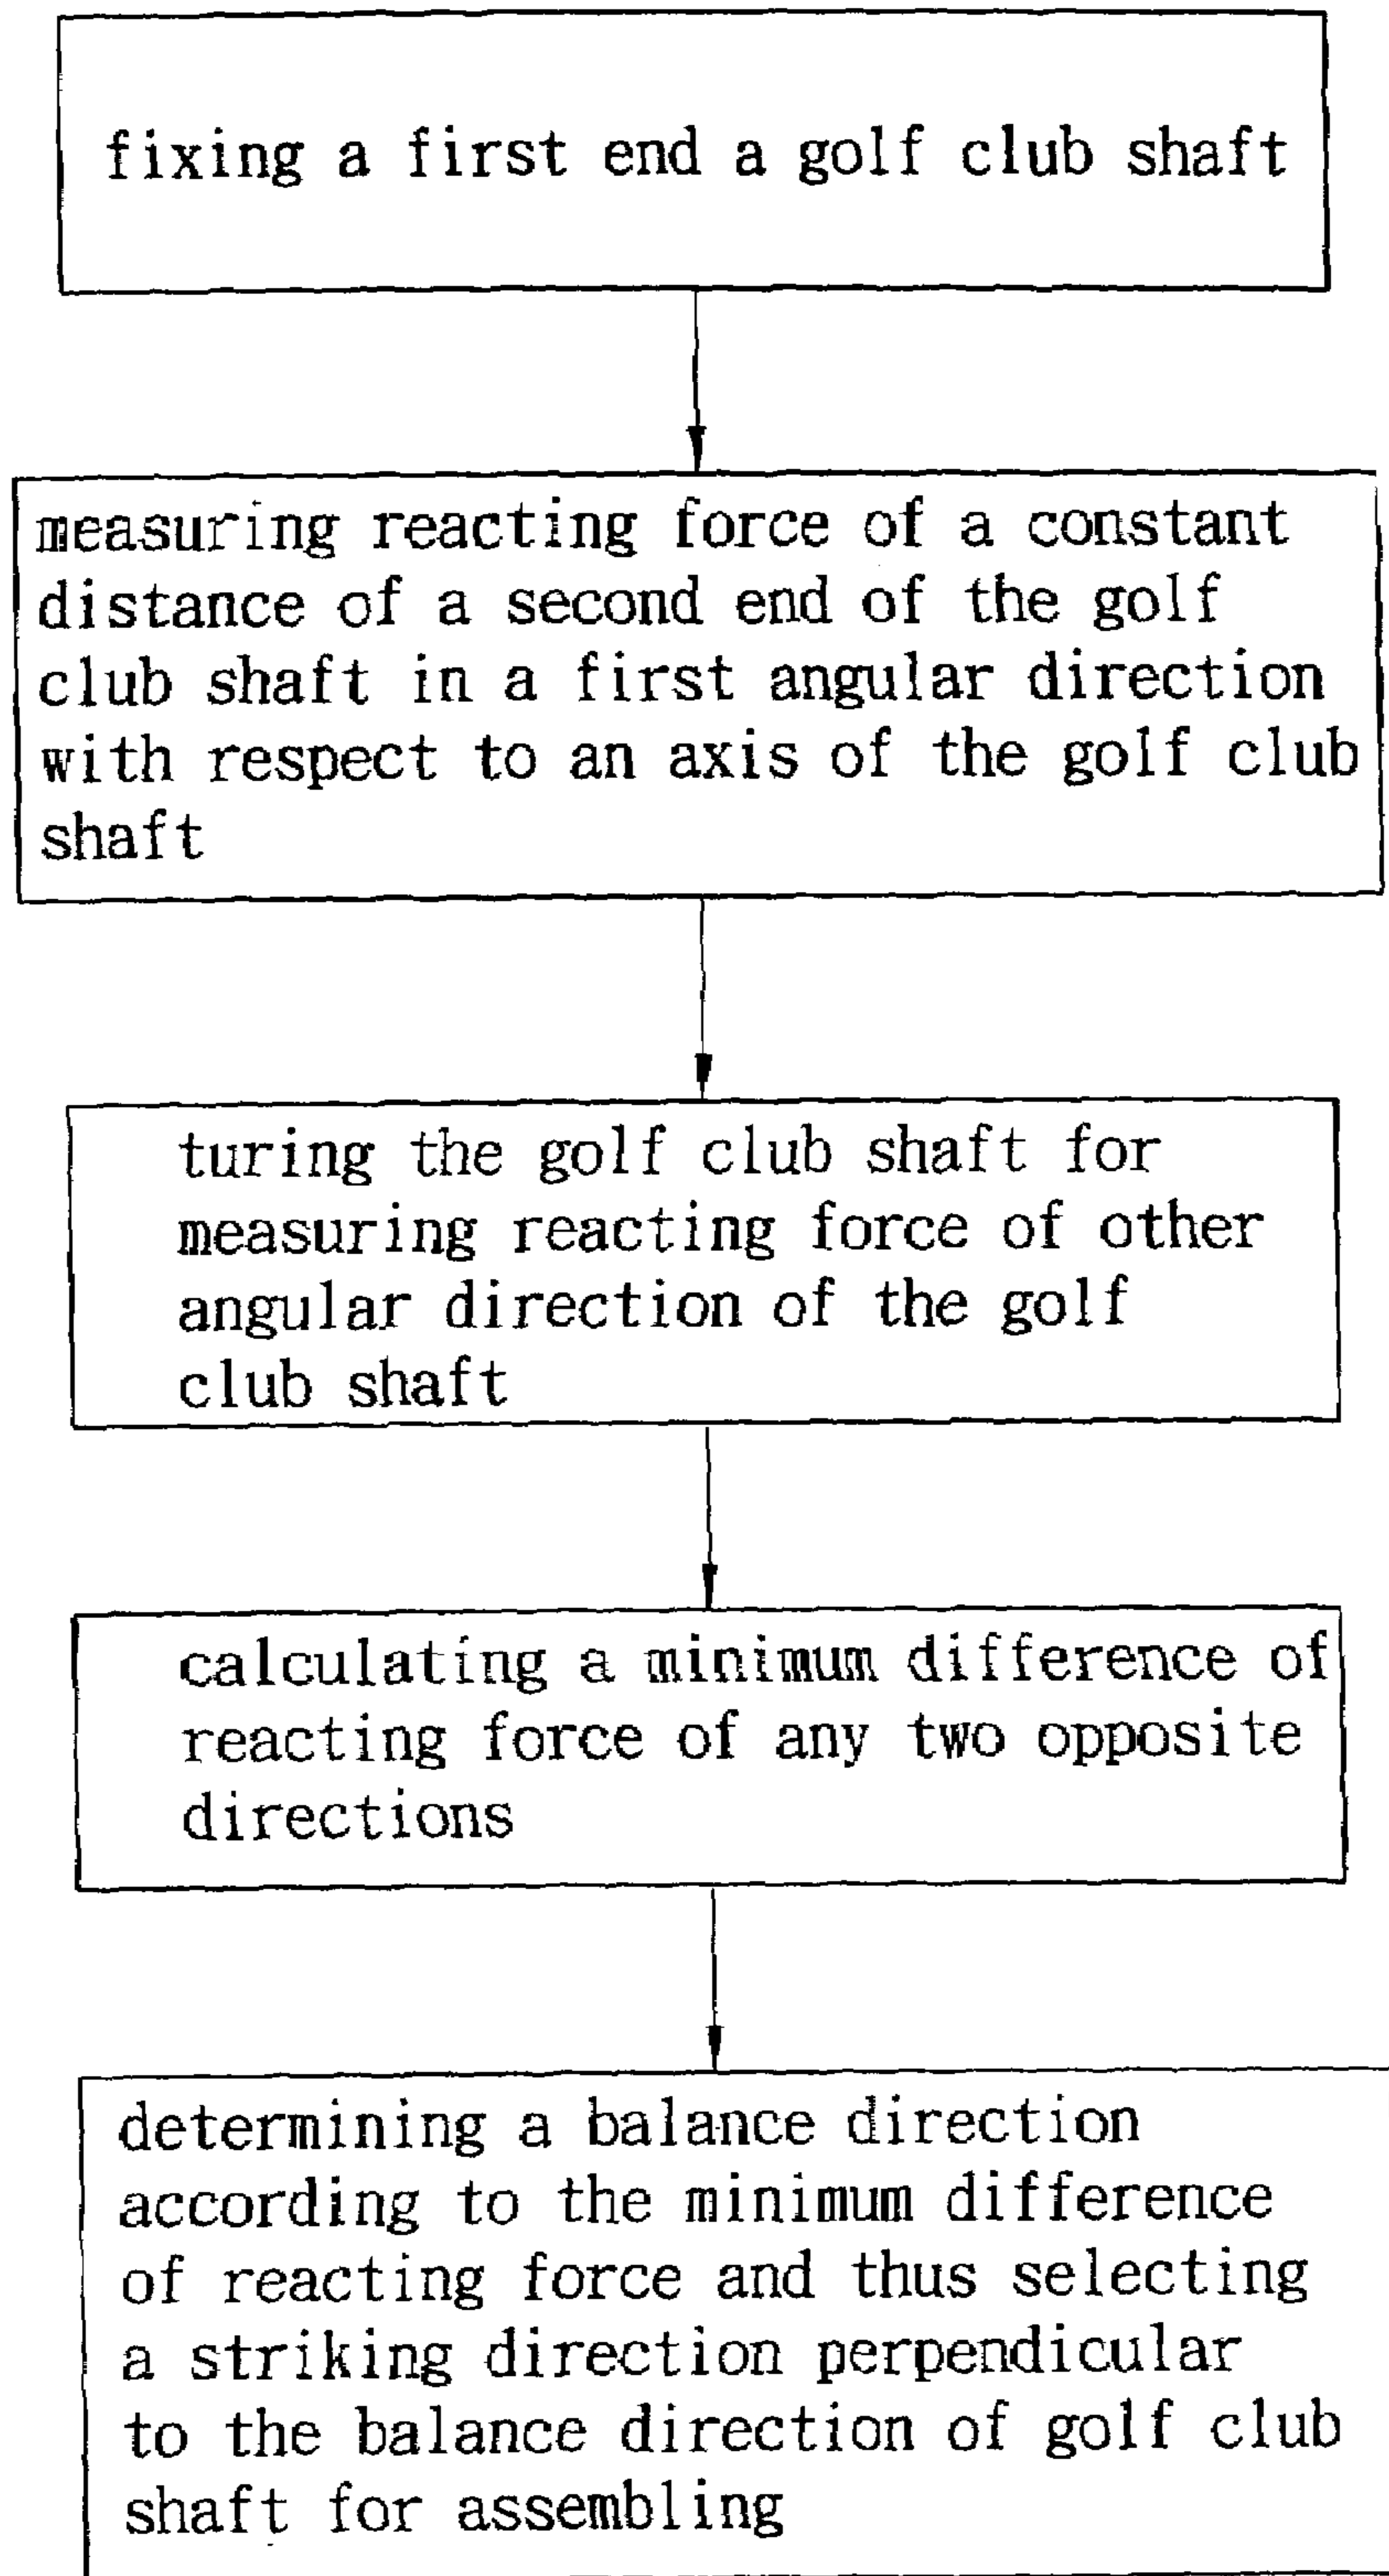 fixing a first end a golf club shaft
measuring reacting force of a constant
distance of a second end of the golf
club shaft in a first angular direction
with respect to an axis of the golf club
shaft
turing the golf club shaft for
measuring reacting force of other
angular direction of the golf
club shaft
calculating a minimum difference of
reacting force of any two opposite
directions
determining a balance direction
according to the minimum difference
of reacting force and thus selecting
a striking direction perpendicular
to the balance direction of golf club
shaft for assembling